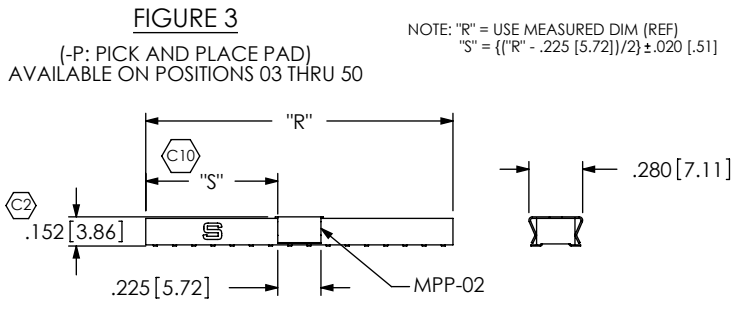 FIGURE 3
(-P: PICK AND PLACE PAD)
AVAILABLE ON POSITIONS 03 THRU 50
NOTE: "R" = USE MEASURED DIM (REF)
"S" = {("R" - .225 [5.72])/2}±.020 [.51]
"R"
C10
"S"
.280[7.11]
C2
.152[3.86]
S
.225[5.72]
MPP-02